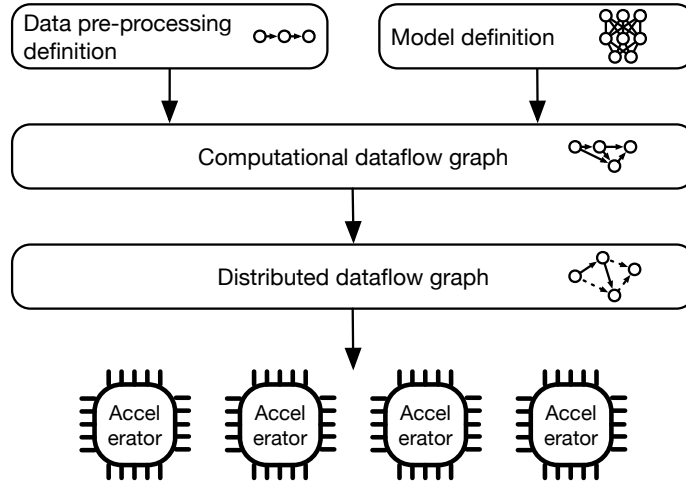 Data pre-processing
definition
Model definition
Computational dataflow graph
Distributed dataflow graph
Accel
erator
Accel
erator
Accel
erator
Accel
erator